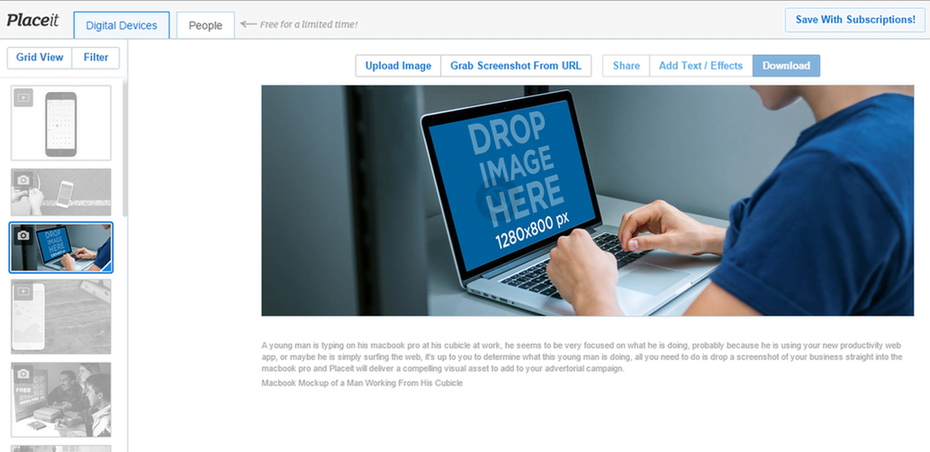 Placeit
Digital Devices
People
Free for a limited time!
Save With Subscriptions!
Grid View
Filter
Upload Image
Grab Screenshot From URL
Share
Add Text / Effects
Download
DROP
IMAGE
HERE
1280x800 px
DROP
IMAGE
HERE
FREE
A young man is typing on his macbook pro at his cubicle at work, he seems to be very focused on what he is doing, probably because he is using your new productivity web
app, or maybe he is simply surfing the web, it's up to you to determine what this young man is doing, all you need to do is drop a screenshot of your business straight into the
macbook pro and Placeit will deliver a compelling visual asset to add to your advertorial campaign.
Macbook Mockup of a Man Working From His Cubicle